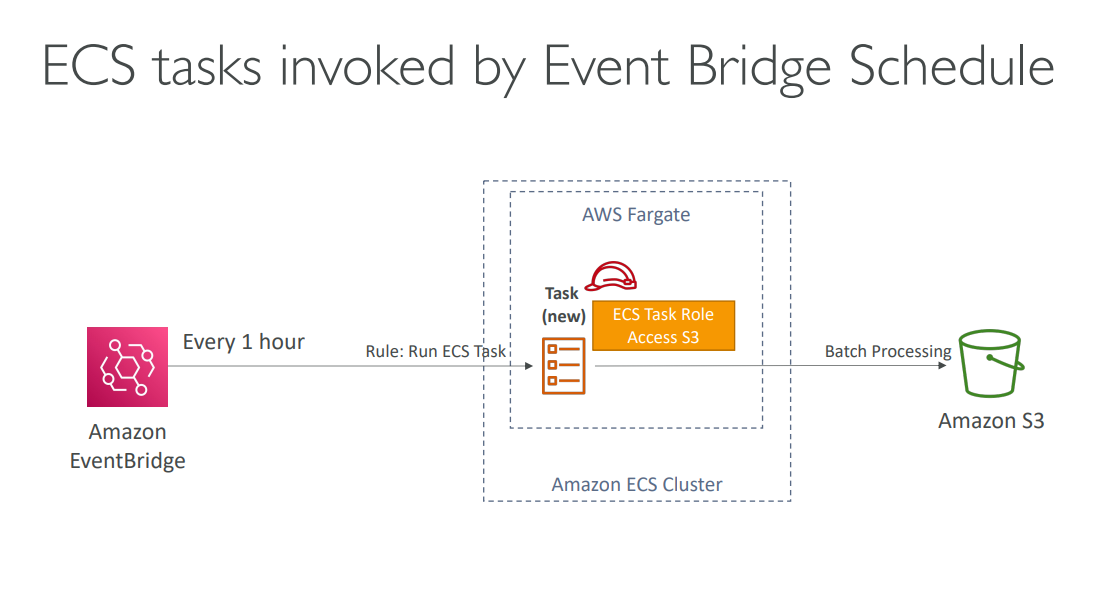 ECS tasks invoked by Event Bridge Schedule
AWS Fargate
Task
(new)
ECS Task Role
Access S3
Every 1 hour
Rule: Run ECS Task
Batch Processing
Amazon
EventBridge
Amazon S3
Amazon ECS Cluster